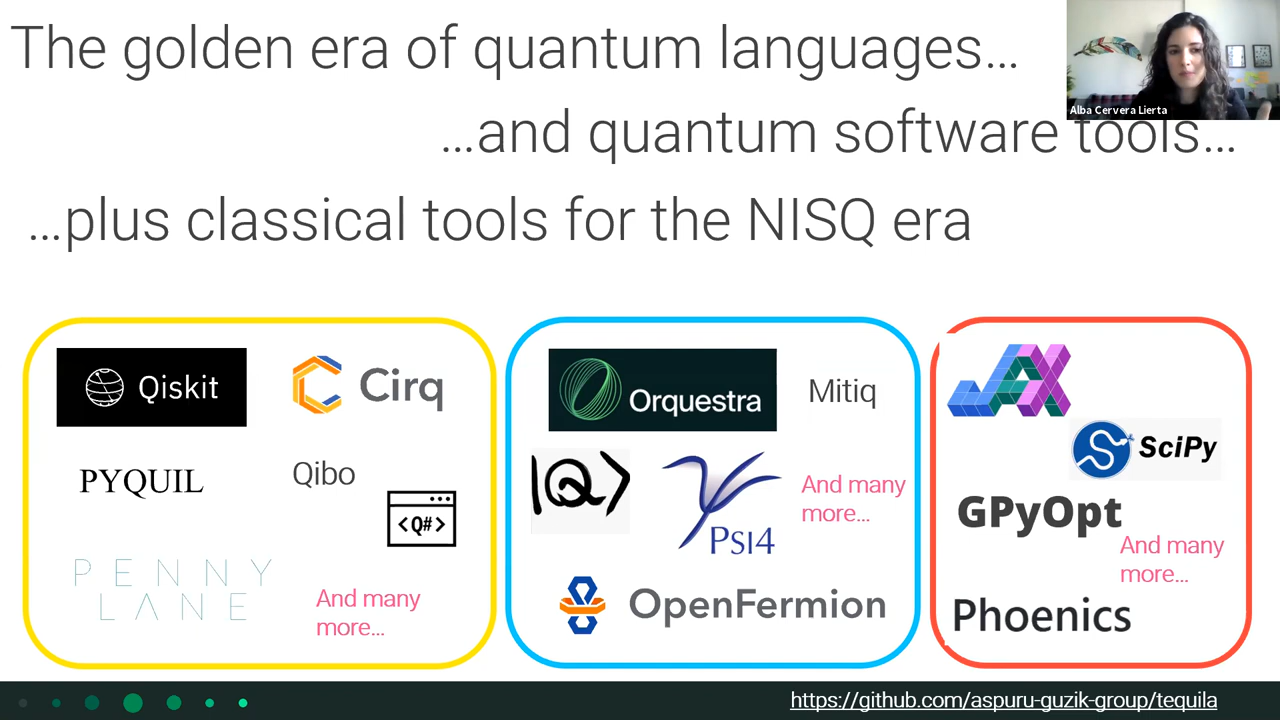 The golden era of quantum languages...
Alba Cervera Lierta
...and quantum software tools...
...plus classical tools for the NISQ era
Qiskit
Cirq
PYQUIL
Qibo
<Q#>
PENNY
LANE
And many
more...
Orquestra
Mitiq
|Q⟩
PSI4
And many
more...
OpenFermion
JAX
SciPy
GPyOpt
And many
more...
Phoenics
https://github.com/aspuru-guzik-group/tequila